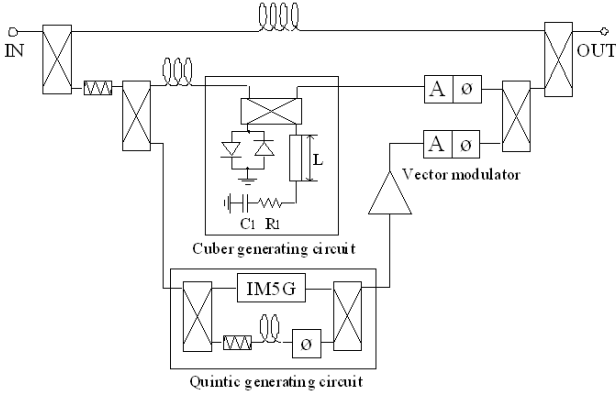 IN
OUT
A ø
A ø
Vector modulator
L
C1 R1
Cuber generating circuit
IM5G
ø
Quintic generating circuit